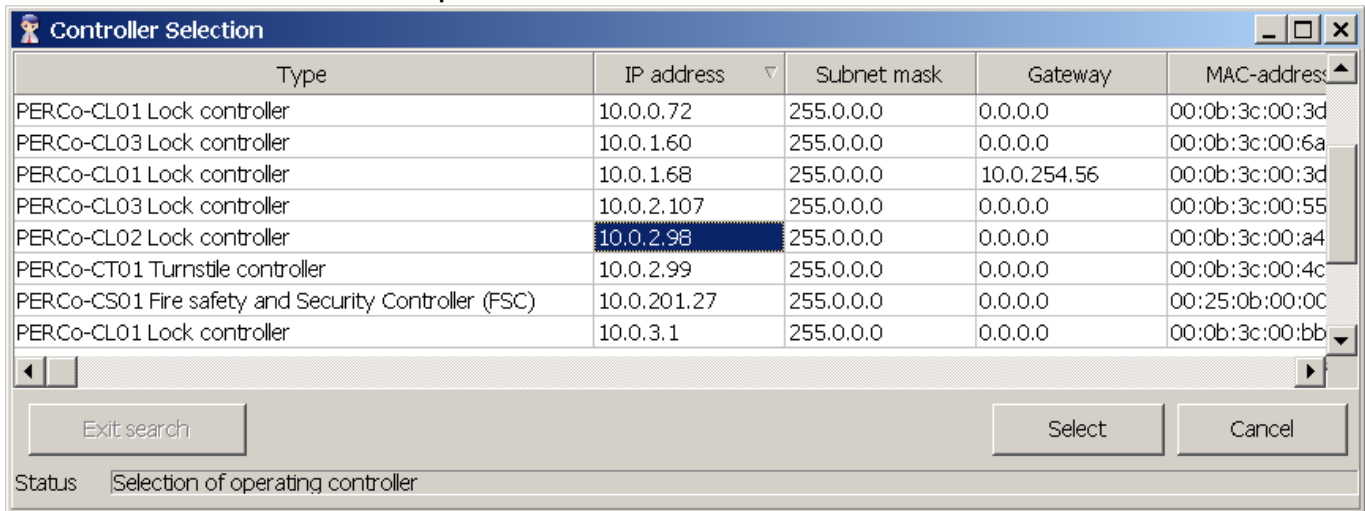 Controller Selection
Type IP address Subnet mask Gateway MAC-address
PERCo-CL01 Lock controller 10.0.0.72 255.0.0.0 0.0.0.0 00:0b:3c:00:3d
PERCo-CL03 Lock controller 10.0.1.60 255.0.0.0 0.0.0.0 00:0b:3c:00:6a
PERCo-CL01 Lock controller 10.0.1.68 255.0.0.0 10.0.254.56 00:0b:3c:00:3d
PERCo-CL03 Lock controller 10.0.2.107 255.0.0.0 0.0.0.0 00:0b:3c:00:55
PERCo-CL02 Lock controller 10.0.2.98 255.0.0.0 0.0.0.0 00:0b:3c:00:a4
PERCo-CT01 Turnstile controller 10.0.2.99 255.0.0.0 0.0.0.0 00:0b:3c:00:4c
PERCo-CS01 Fire safety and Security Controller (FSC) 10.0.201.27 255.0.0.0 0.0.0.0 00:25:0b:00:00
PERCo-CL01 Lock controller 10.0.3.1 255.0.0.0 0.0.0.0 00:0b:3c:00:bb
Exit search Select Cancel
Status Selection of operating controller